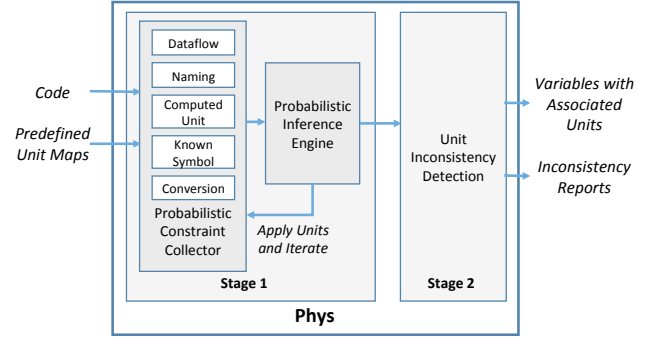 Code
Predefined
Unit Maps
Dataflow
Naming
Computed
Unit
Known
Symbol
Conversion
Probabilistic
Constraint
Collector
Probabilistic
Inference
Engine
Apply Units
and Iterate
Stage 1
Unit
Inconsistency
Detection
Stage 2
Variables with
Associated
Units
Inconsistency
Reports
Phys